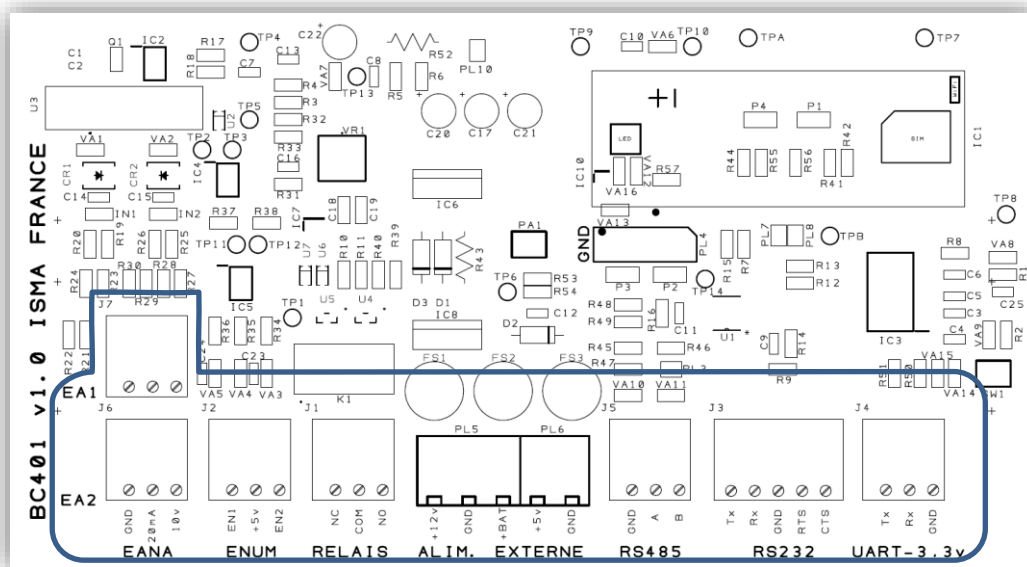 C1
C2
Q1
IC2
R17
R18
TP4
C7
C13
C22
VA7
TP13
C8
R5
R52
R6
PL10
TP9
C10
VA6
TP10
TPA
TP7
U3
U2
TP5
R4
R3
R32
R33
VR1
C20
C17
C21
+
LED
P4
P1
WiFi
SIM
IC1
VA1
VA2
TP2
TP3
CR1
CR2
IC4
C16
R31
C14
C15
IN1
IN2
R37
R38
IC7
C18
C19
IC6
IC10
VA16
VA12
R57
R44
R55
R56
R41
R42
VA13
TP8
R20
R19
R26
R25
TP11
TP12
U7
U6
R10
R11
R40
R39
R43
PA1
GND
PL4
R15
R7
PL7
PL8
TPB
R8
VA8
R24
R23
R30
R29
R28
R27
IC5
TP1
U5
U4
D3
D1
TP6
R53
R54
P3
P2
TP14
R13
R12
C6
R1
C5
C25
C3
J7
R22
R21
R36
R35
R34
IC8
C12
D2
R48
R49
R16
C11
U1
C9
R14
IC3
C4
VA9
R2
C24
C23
VA5
VA4
VA3
K1
FS1
FS2
FS3
R45
R46
R47
PL3
R9
R51
R50
VA15
VA14
SW1
EA1
VA10
VA11
J6
J2
J1
PL5
PL6
J5
J3
J4
EA2
GND
20mA
10v
EN1
+5v
EN2
NC
COM
NO
+12v
GND
+BAT
+5v
GND
GND
A
B
Tx
Rx
GND
RTS
CTS
Tx
Rx
GND
EANA ENUM RELAIS ALIM. EXTERNE RS485 RS232 UART-3.3v
BC401 v1.0 ISMA FRANCE